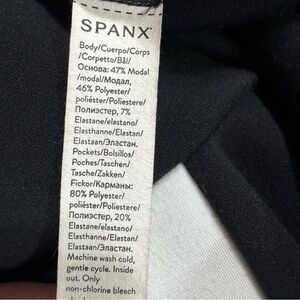 SPANX
Body/Cuerpo/Corps
/Corpetto/Bål/
Основа: 47% Modal
/modal/Модал,
46% Polyester/
poliéster/Poliestere/
Полиэстер, 7%
Elastane/elastano/
Elasthanne/Elastan/
Elastaan/Эластан.
Pockets/Bolsillos/
Poches/Taschen/
Tasche/Zakken/
Fickor/Карманы:
80% Polyester/
poliéster/Poliestere/
Полиэстер, 20%
Elastane/elastano/
Elasthanne/Elastan/
Elastaan/Эластан.
Machine wash cold,
gentle cycle. Inside
out. Only
non-chlorine bleach